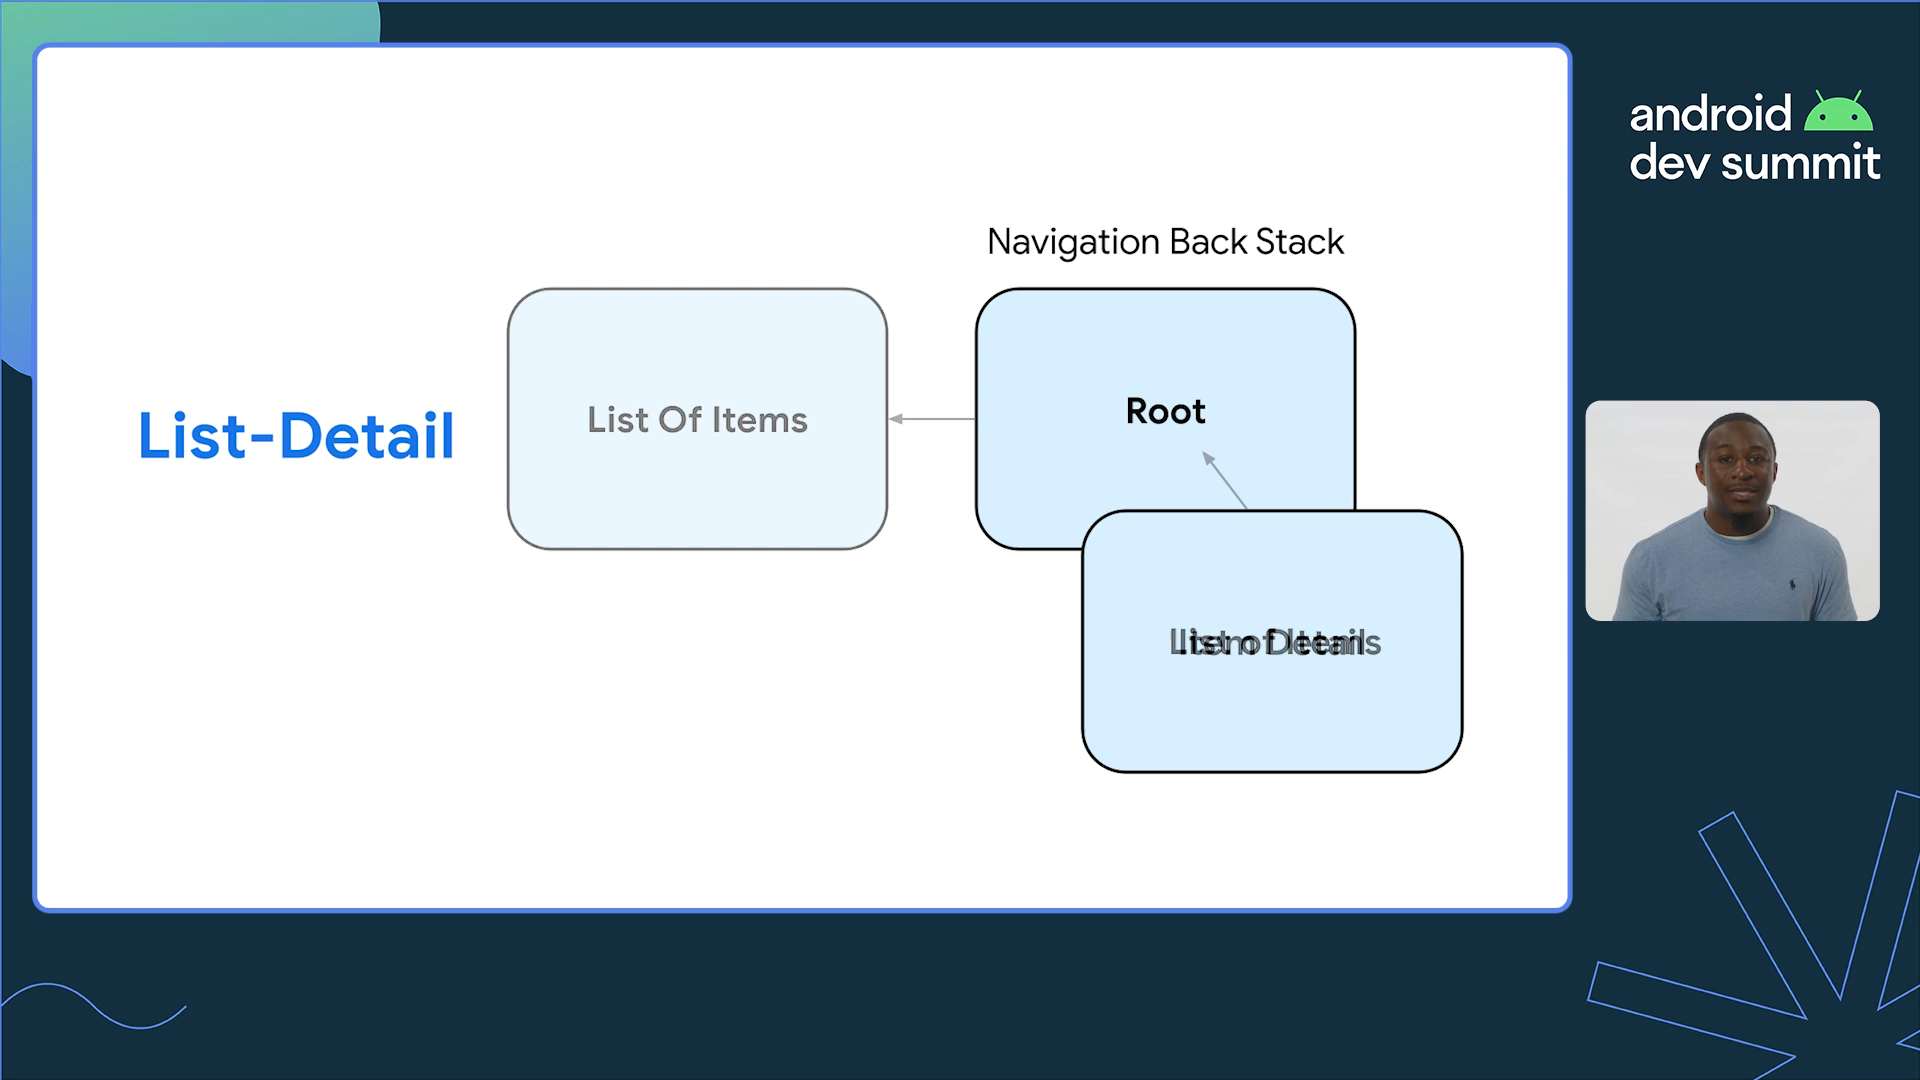 android
dev summit
Navigation Back Stack
List Of Items
Root
List-Detail